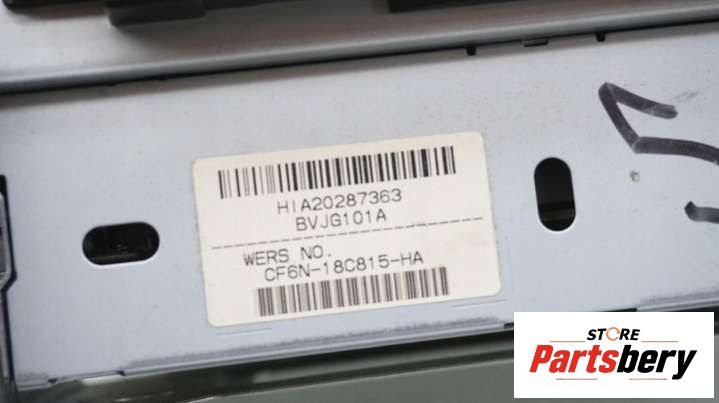 HIA20287363
BVJG101A
WERS NO.
CF6N-18C815-HA
STORE
Partsbery